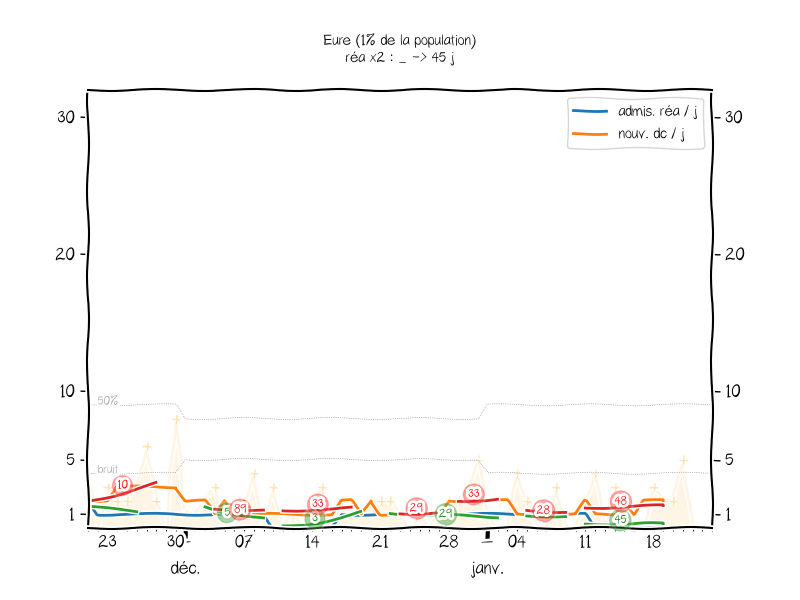 Eure (1% de la population)
réa x2 : _ -> 45 j
admis. réa / j
nouv. dc / j
30 30
20 20
10 10
50%
5 5
bruit
10 5 89 33 3 29 29 33 28 48 45
1 1
23 30 07 14 21 28 04 11 18
déc. janv.